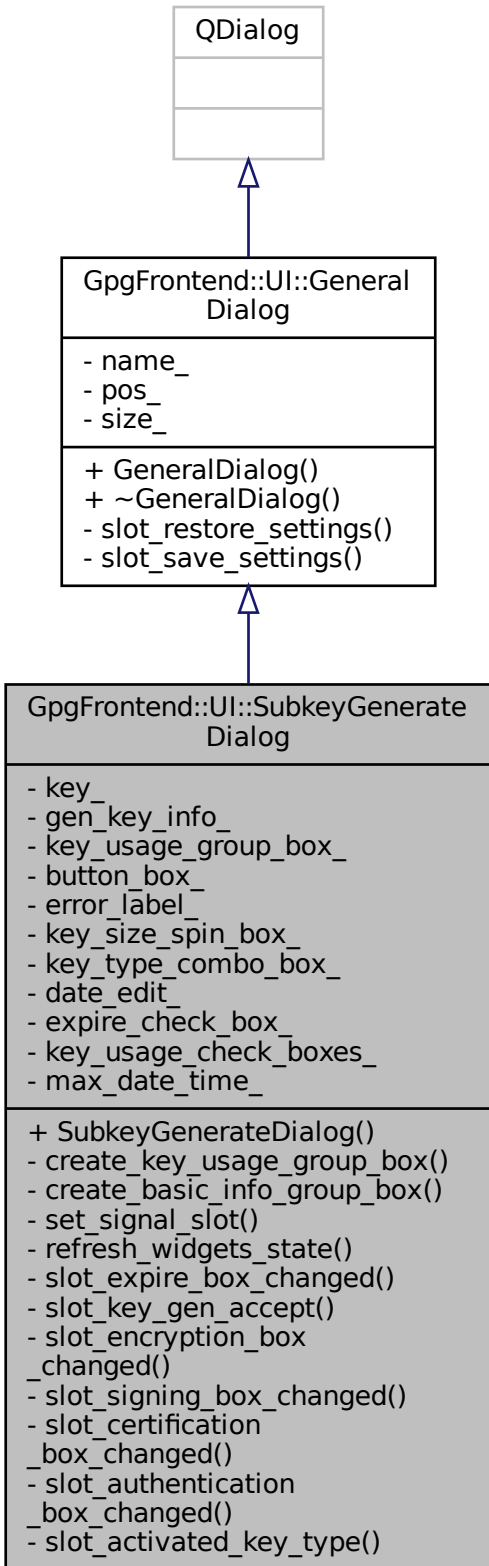 QDialog
GpgFrontend::UI::General
Dialog
- name_
- pos_
- size_
+ GeneralDialog()
+ ~GeneralDialog()
- slot_restore_settings()
- slot_save_settings()
GpgFrontend::UI::SubkeyGenerate
Dialog
- key_
- gen_key_info_
- key_usage_group_box_
- button_box_
- error_label_
- key_size_spin_box_
- key_type_combo_box_
- date_edit_
- expire_check_box_
- key_usage_check_boxes_
- max_date_time_
+ SubkeyGenerateDialog()
- create_key_usage_group_box()
- create_basic_info_group_box()
- set_signal_slot()
- refresh_widgets_state()
- slot_expire_box_changed()
- slot_key_gen_accept()
- slot_encryption_box
_changed()
- slot_signing_box_changed()
- slot_certification
_box_changed()
- slot_authentication
_box_changed()
- slot_activated_key_type()